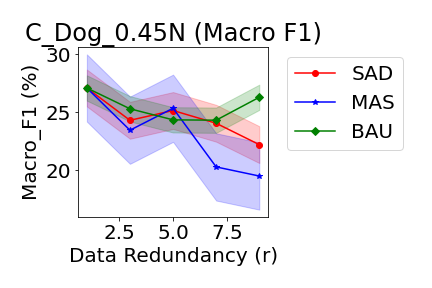 C_Dog_0.45N (Macro F1)
30
25
20
Macro_F1 (%)
2.5 5.0 7.5
Data Redundancy (r)
SAD
MAS
BAU